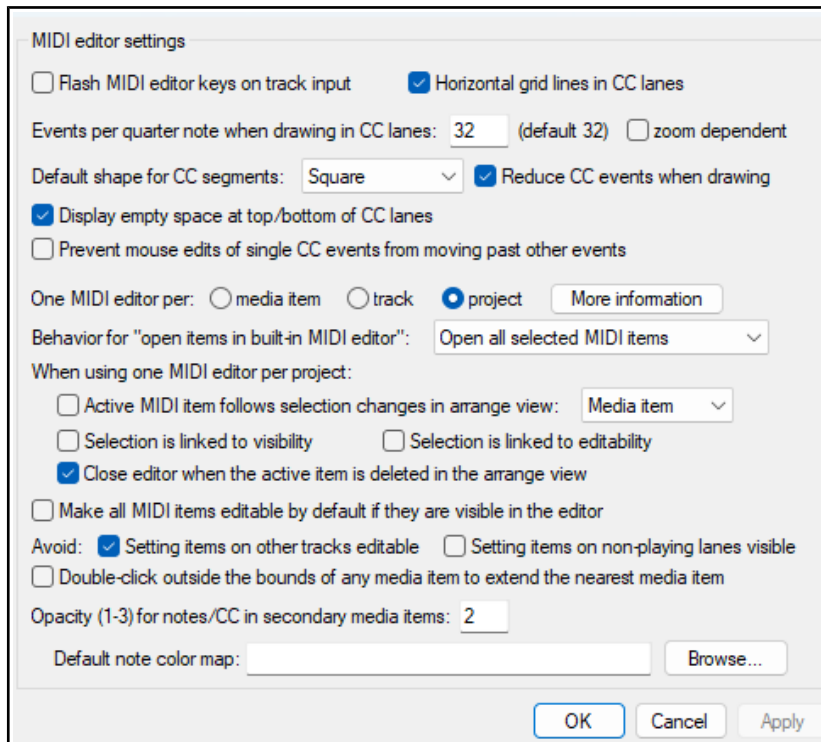 MIDI editor settings
Flash MIDI editor keys on track input Horizontal grid lines in CC lanes
Events per quarter note when drawing in CC lanes: 32 (default 32) zoom dependent
Default shape for CC segments: Square Reduce CC events when drawing
Display empty space at top/bottom of CC lanes
Prevent mouse edits of single CC events from moving past other events
One MIDI editor per: media item track project More information
Behavior for "open items in built-in MIDI editor": Open all selected MIDI items
When using one MIDI editor per project:
Active MIDI item follows selection changes in arrange view: Media item
Selection is linked to visibility Selection is linked to editability
Close editor when the active item is deleted in the arrange view
Make all MIDI items editable by default if they are visible in the editor
Avoid: Setting items on other tracks editable Setting items on non-playing lanes visible
Double-click outside the bounds of any media item to extend the nearest media item
Opacity (1-3) for notes/CC in secondary media items: 2
Default note color map: Browse...
OK Cancel Apply